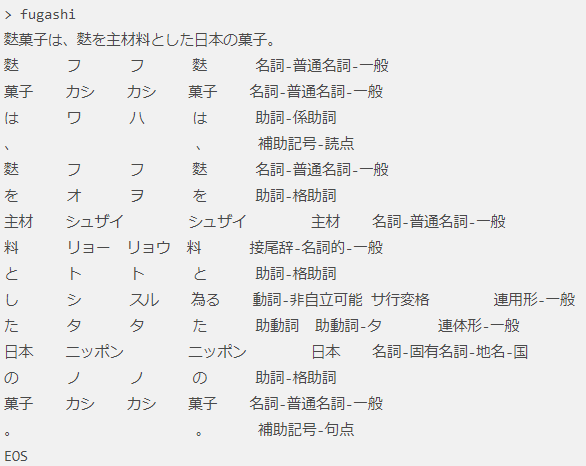 > fugashi
麩菓子は、麩を主材料とした日本の菓子。
麩 フ フ 麩 名詞-普通名詞-一般
菓子 カシ カシ 菓子 名詞-普通名詞-一般
は ワ ハ は 助詞-係助詞
、 、 補助記号-読点
麩 フ フ 麩 名詞-普通名詞-一般
を オ ヲ を 助詞-格助詞
主材 シュザイ シュザイ 主材 名詞-普通名詞-一般
料 リョー リョウ 料 接尾辞-名詞的-一般
と ト ト と 助詞-格助詞
し シ スル 為る 動詞-非自立可能 サ行変格 連用形-一般
た タ タ た 助動詞 助動詞-タ 連体形-一般
日本 ニッポン ニッポン 日本 名詞-固有名詞-地名-国
の ノ ノ の 助詞-格助詞
菓子 カシ カシ 菓子 名詞-普通名詞-一般
。 。 補助記号-句点
EOS